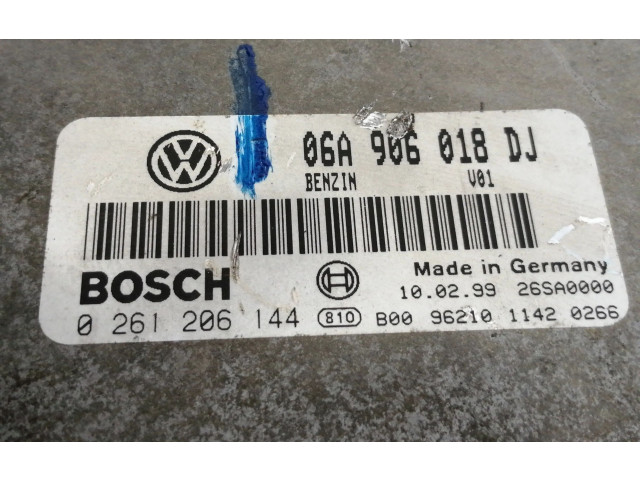 06A 906 018 DJ
BENZIN V01
BOSCH
Made in Germany
10.02.99 26SA0000
0 261 206 144 810 B00 96210 1142 0266